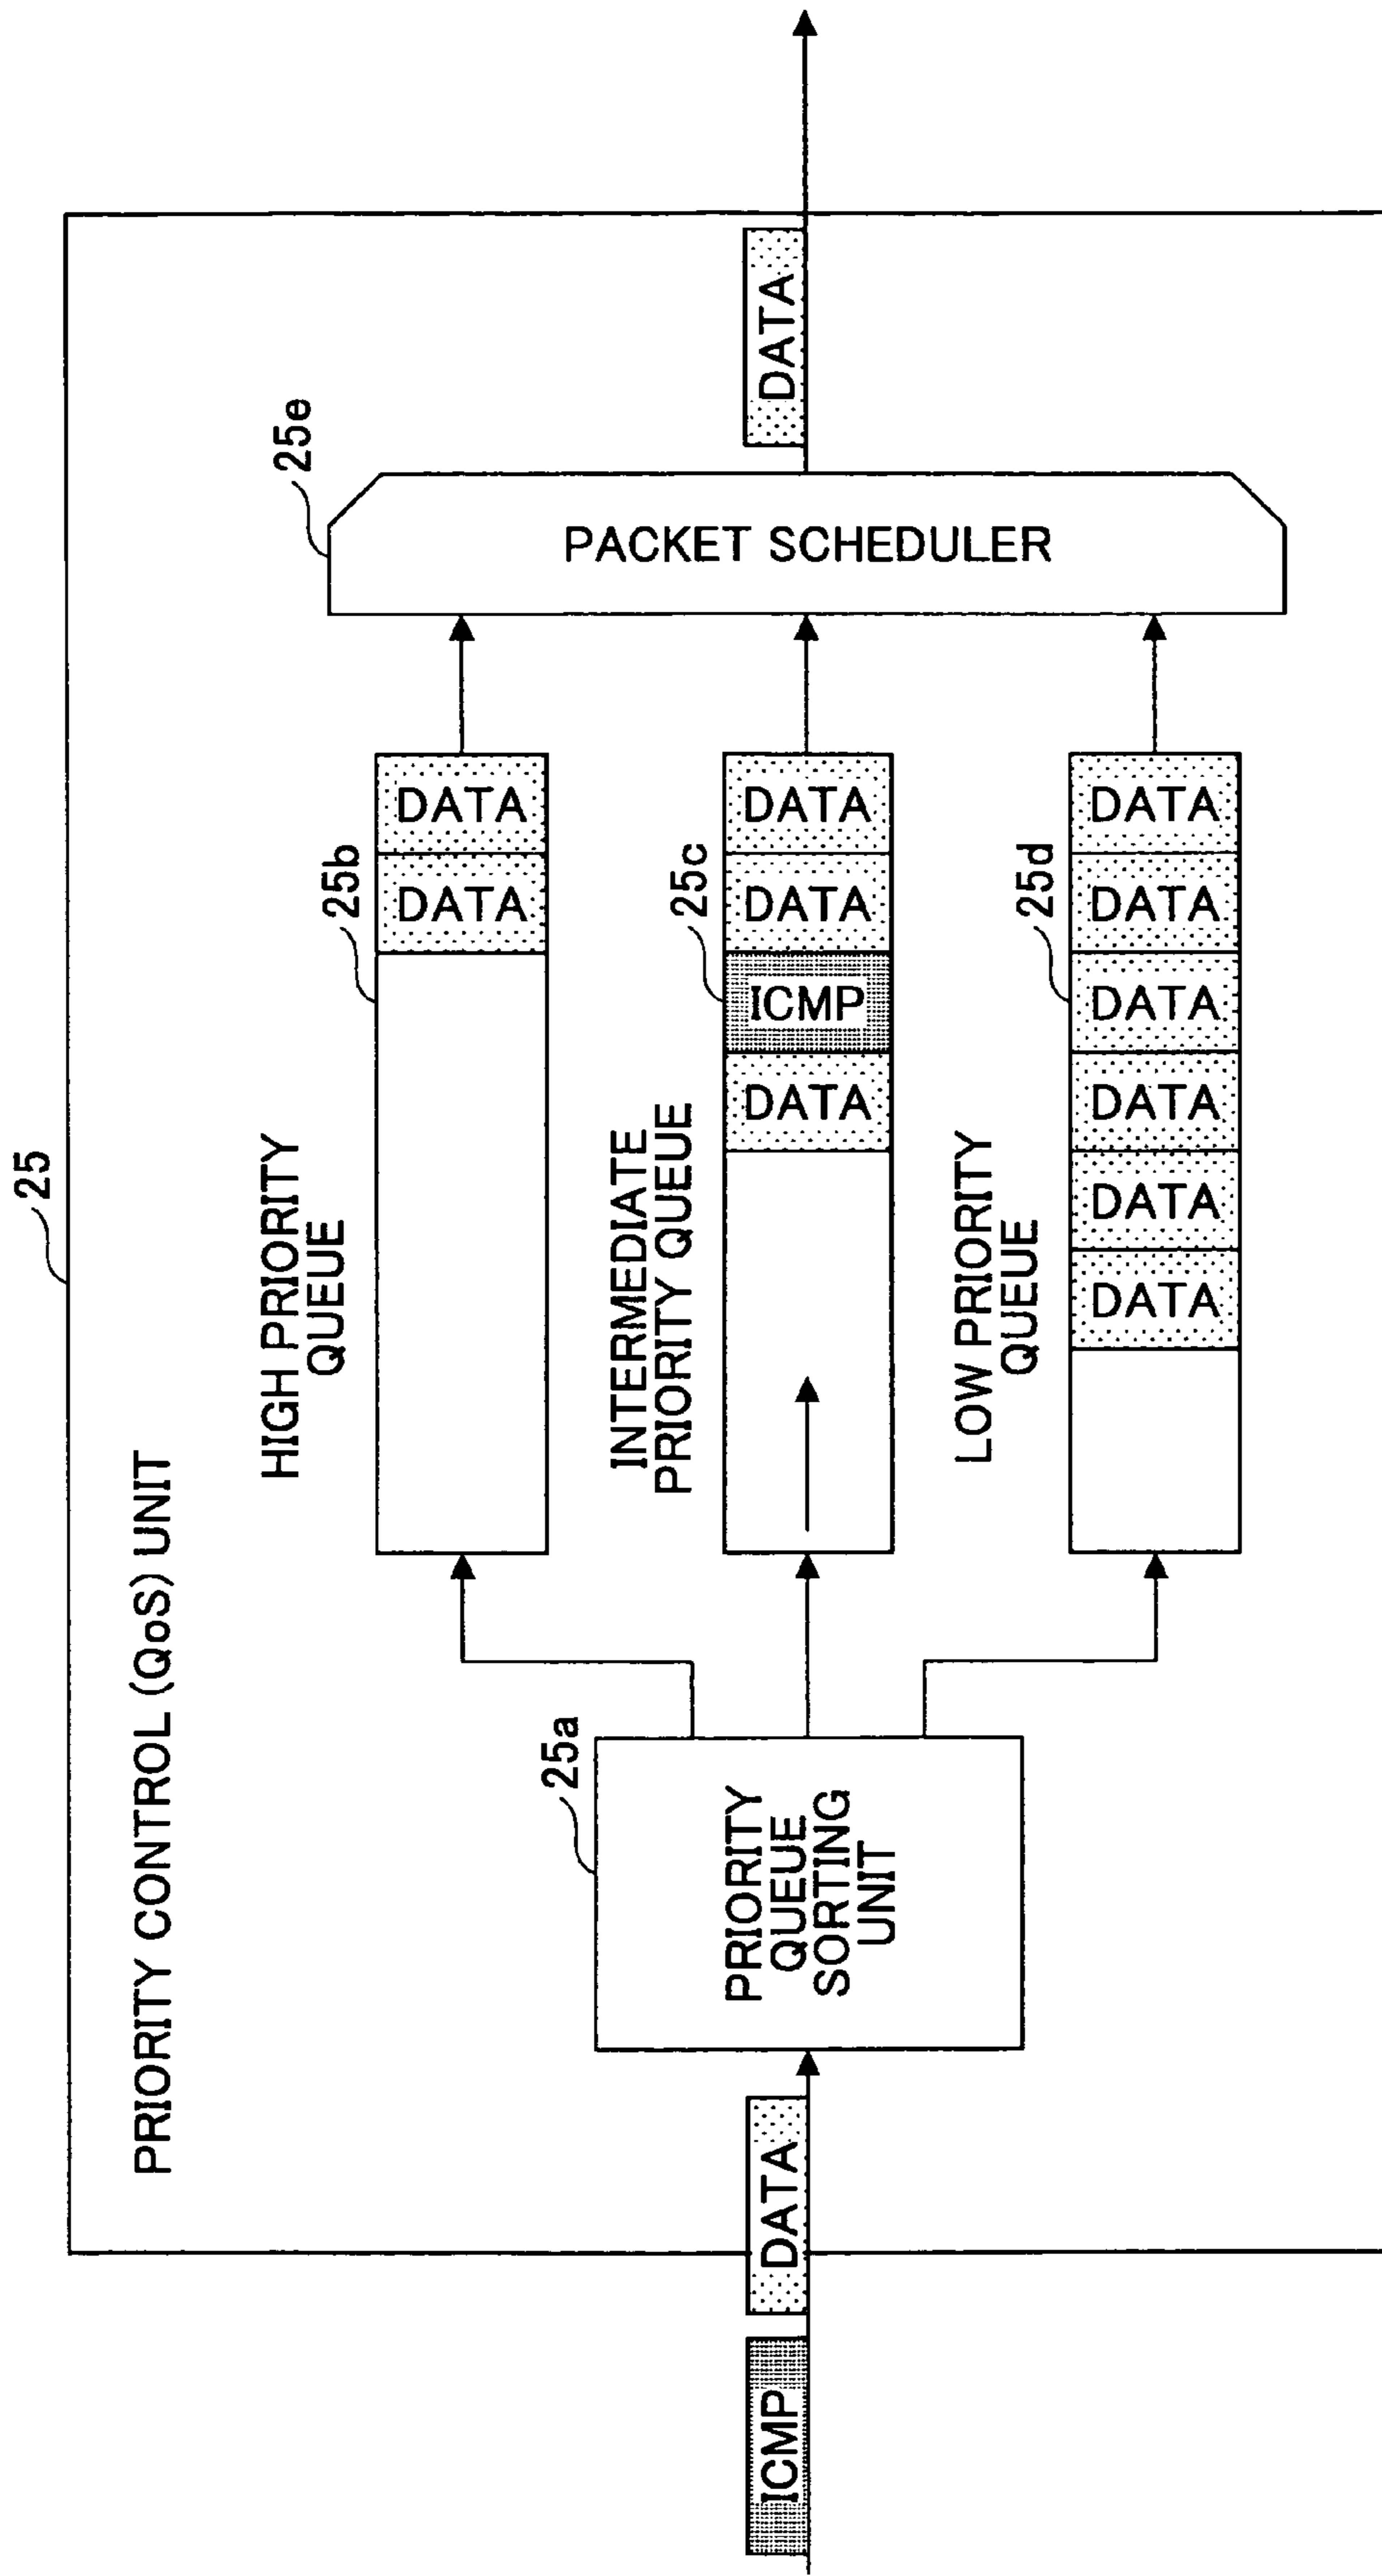 25
PRIORITY CONTROL (QoS) UNIT
ICMP
DATA
25a
PRIORITY
QUEUE
SORTING
UNIT
HIGH PRIORITY
QUEUE
25b
DATA
DATA
INTERMEDIATE
PRIORITY QUEUE
25c
DATA
ICMP
DATA
DATA
LOW PRIORITY
QUEUE
25d
DATA
DATA
DATA
DATA
DATA
DATA
25e
PACKET SCHEDULER
DATA